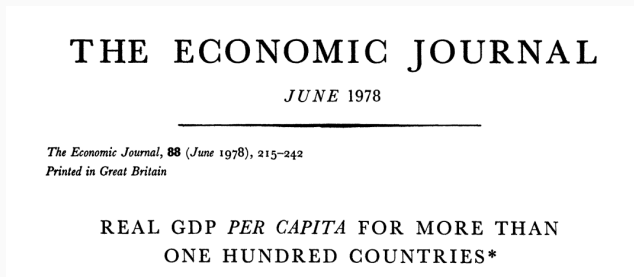 THE ECONOMIC JOURNAL
JUNE 1978
The Economic Journal, 88 (June 1978), 215–242
Printed in Great Britain
REAL GDP PER CAPITA FOR MORE THAN
ONE HUNDRED COUNTRIES*